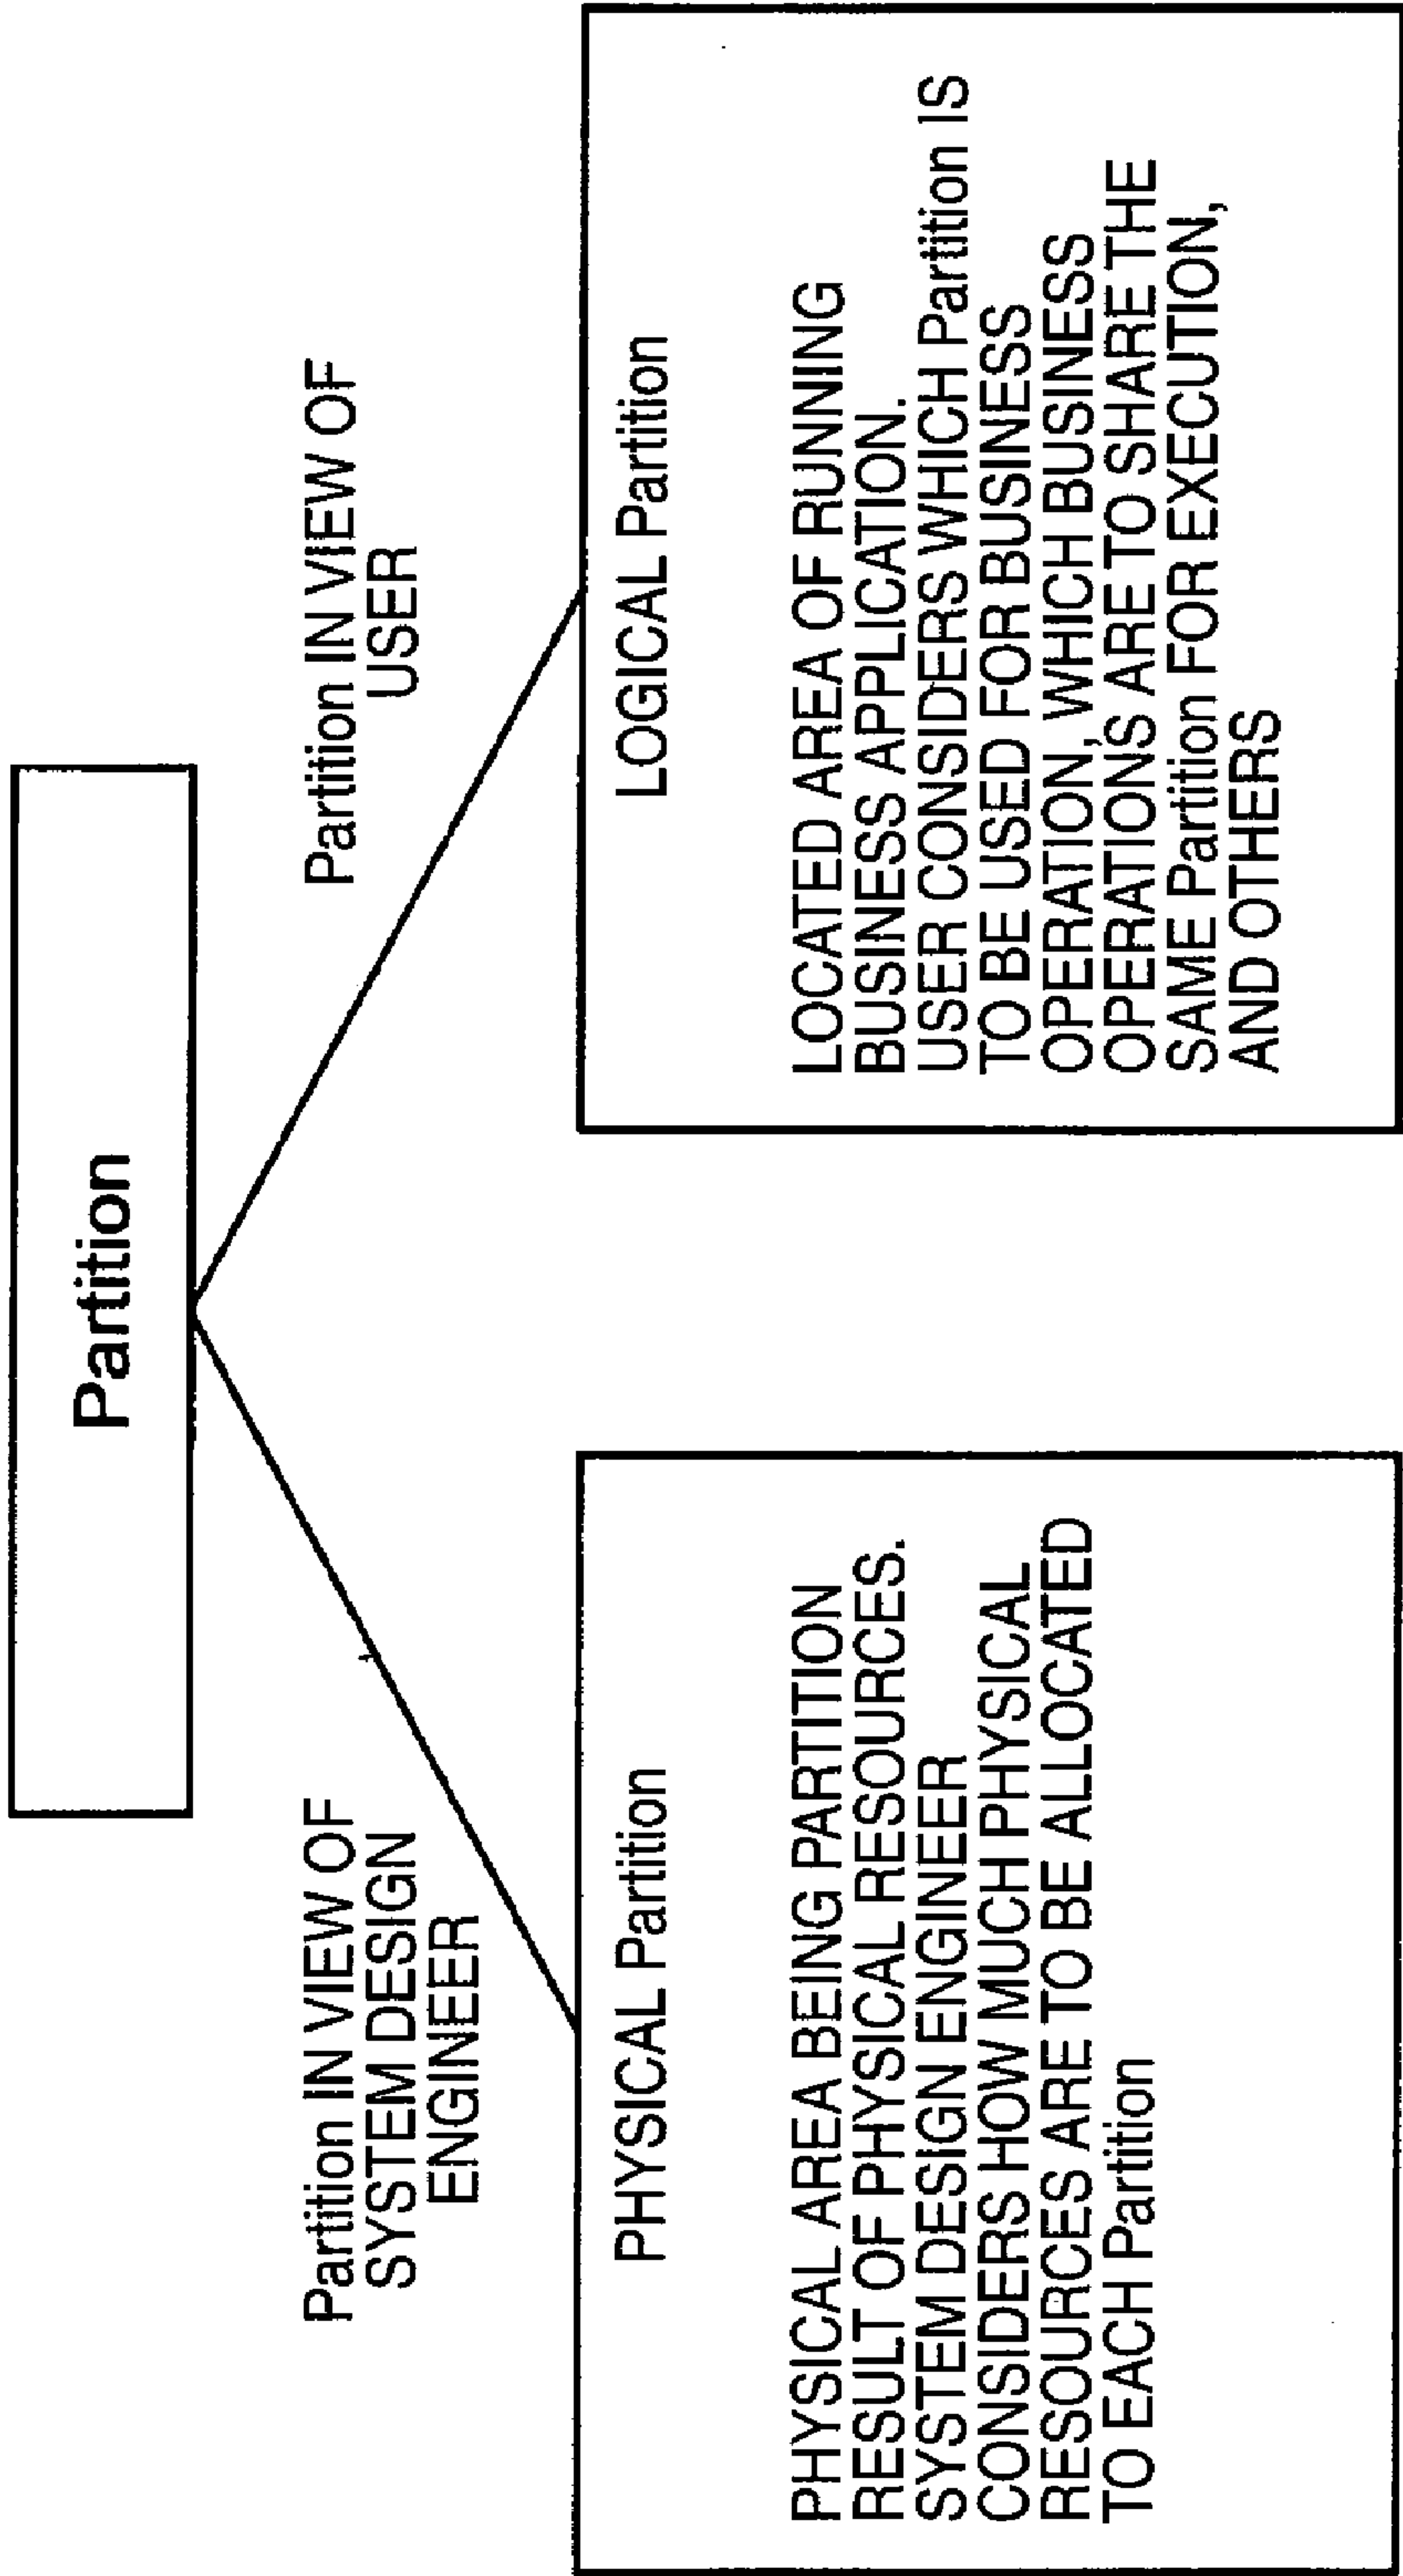 Partition
Partition IN VIEW OF
SYSTEM DESIGN
ENGINEER
Partition IN VIEW OF
USER
PHYSICAL Partition
PHYSICAL AREA BEING PARTITION
RESULT OF PHYSICAL RESOURCES.
SYSTEM DESIGN ENGINEER
CONSIDERS HOW MUCH PHYSICAL
RESOURCES ARE TO BE ALLOCATED
TO EACH Partition
LOGICAL Partition
LOCATED AREA OF RUNNING
BUSINESS APPLICATION.
USER CONSIDERS WHICH Partition IS
TO BE USED FOR BUSINESS
OPERATION, WHICH BUSINESS
OPERATIONS ARE TO SHARE THE
SAME Partition FOR EXECUTION,
AND OTHERS